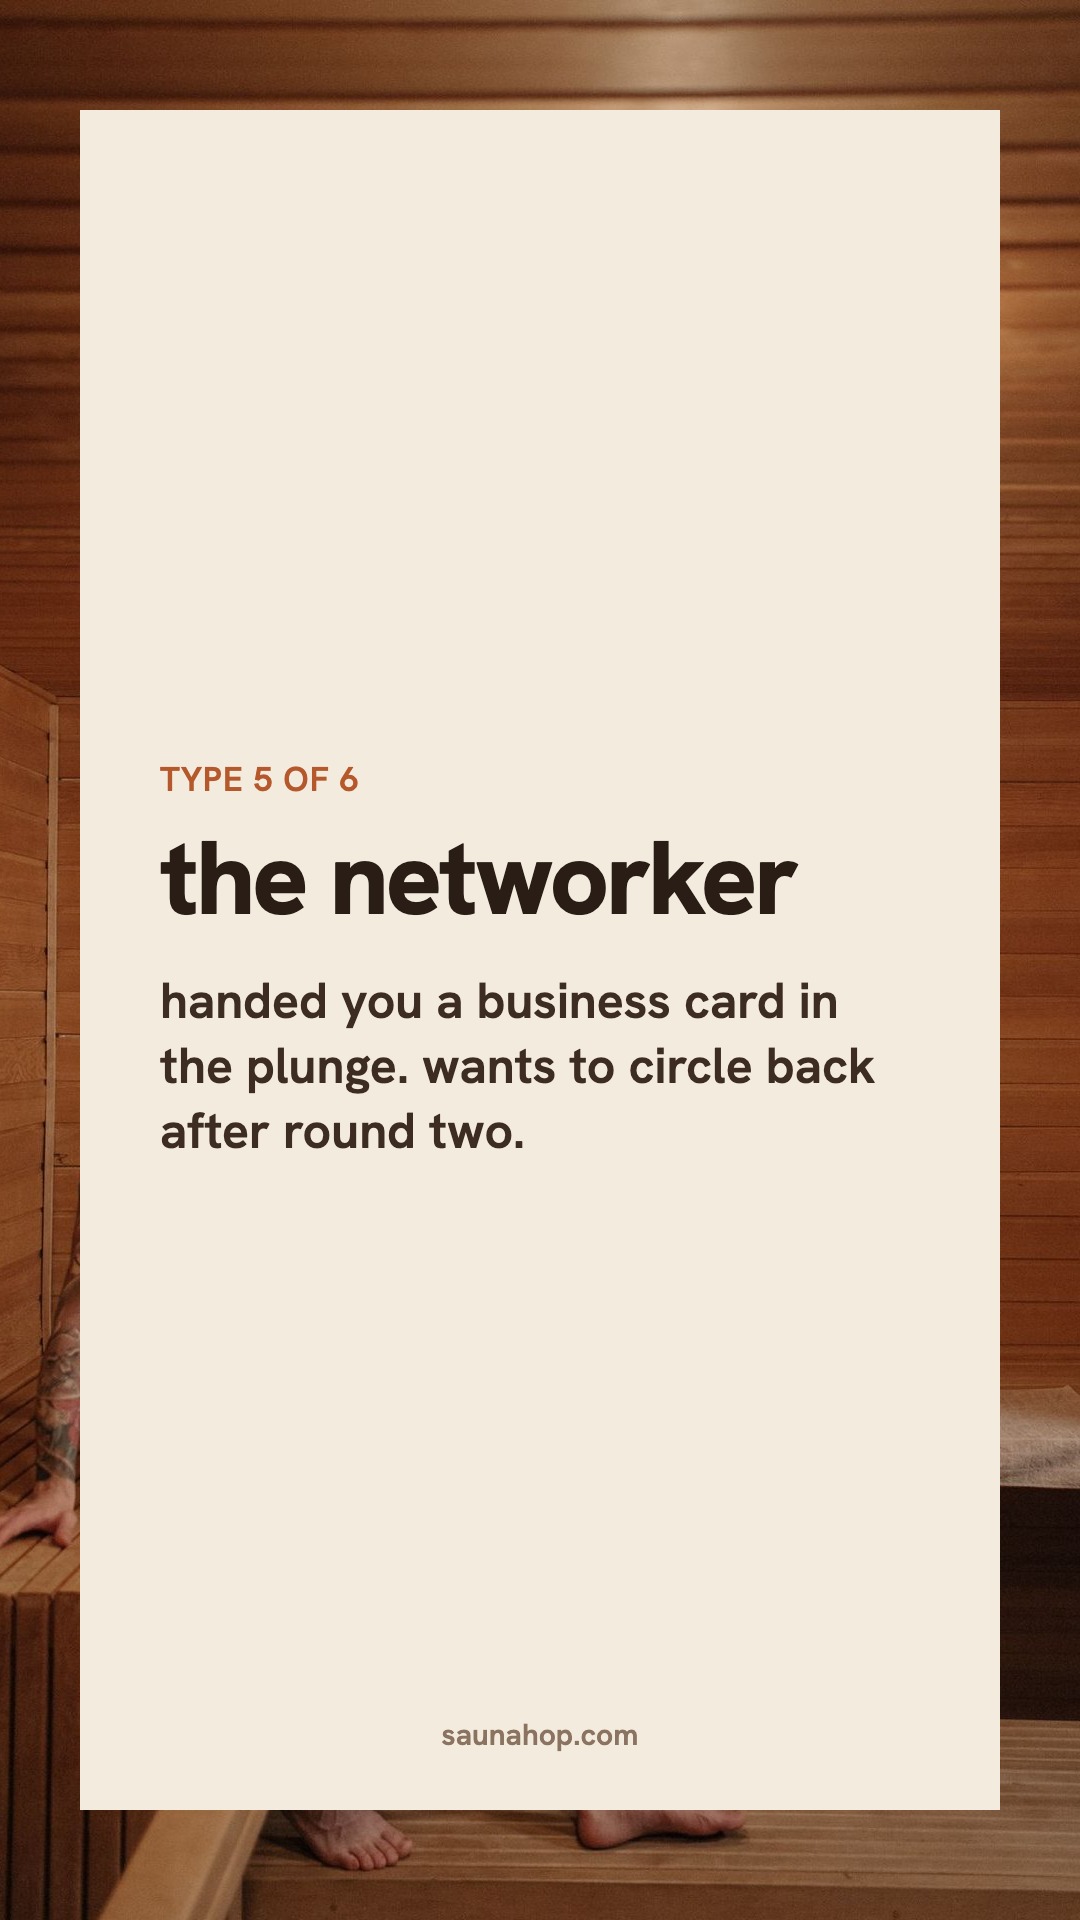 TYPE 5 OF 6
the networker
handed you a business card in
the plunge. wants to circle back
after round two.
saunahop.com